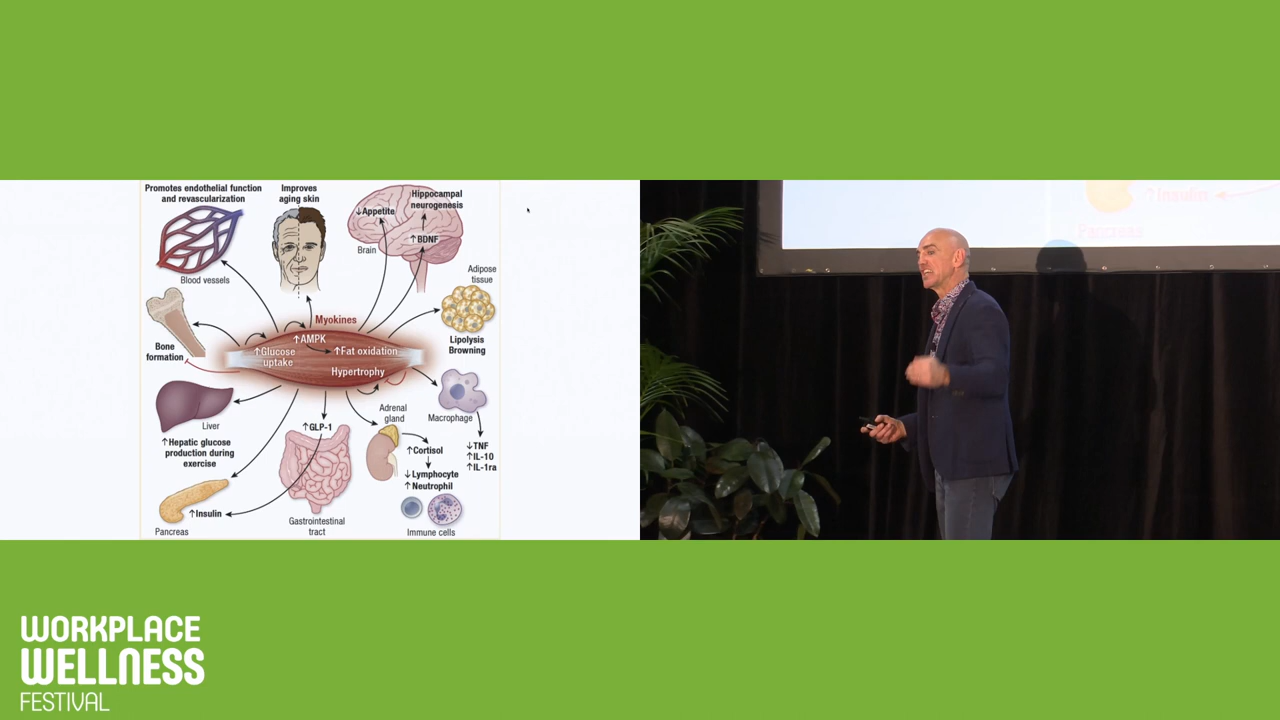 Promotes endothelial function
and revascularization
Improves
aging skin
Hippocampal
neurogenesis
↓Appetite
↑BDNF
Brain
Blood vessels
Adipose
tissue
Myokines
↑AMPK
↑Glucose
uptake
↑Fat oxidation
Hypertrophy
Bone
formation
Lipolysis
Browning
Liver
↑Hepatic glucose
production during
exercise
↑GLP-1
Adrenal
gland
Macrophage
↑Cortisol
↓TNF
↑IL-10
↑IL-1ra
↓Lymphocyte
↑Neutrophil
↑Insulin
Pancreas
Gastrointestinal
tract
Immune cells
↑Insulin
Pancreas
WORKPLACE
WELLNESS
FESTIVAL